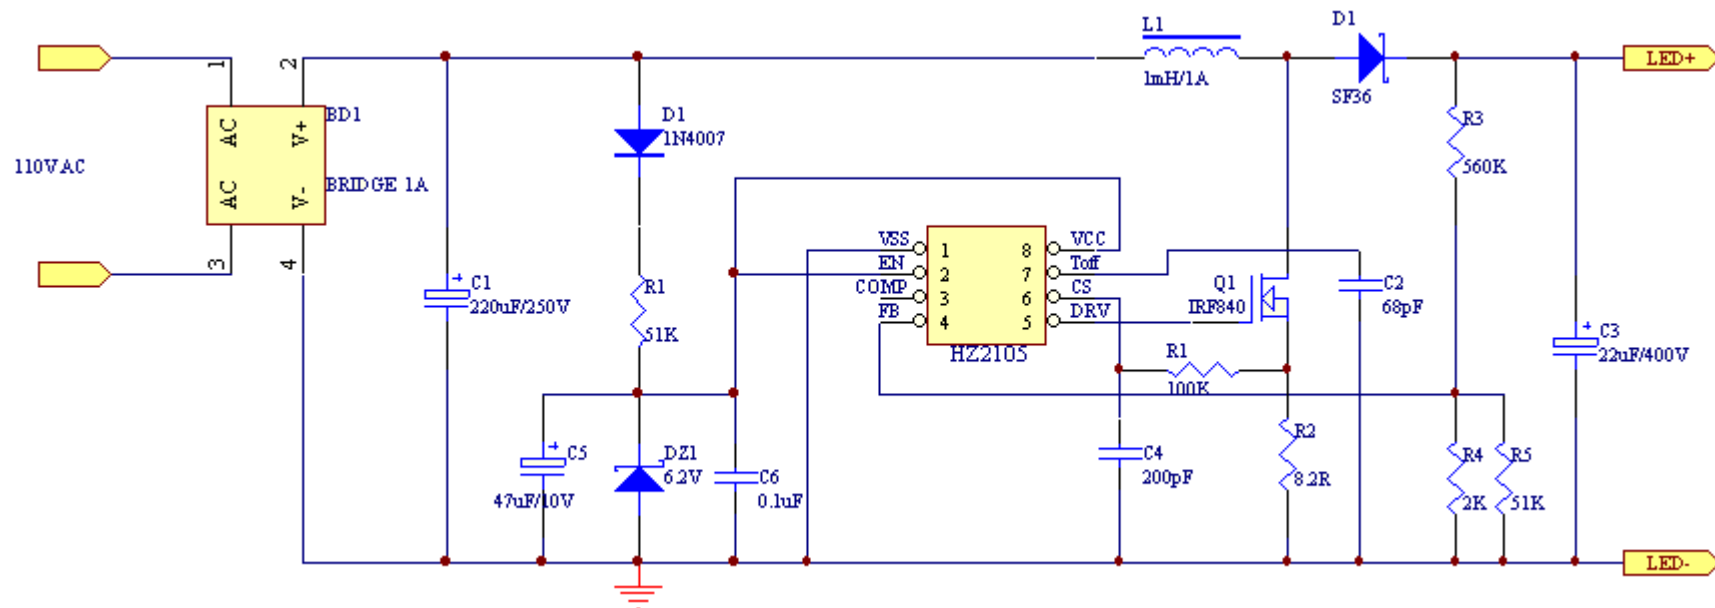 L1
1mH/1A
D1
SF36
LED+
1
2
110VAC
AC
V+
AC
V-
BD1
BRIDGE 1A
3
4
D1
1N4007
R3
560K
C1
220uF/250V
R1
51K
VSS
EN
COMP
FB
1
2
3
4
8
7
6
5
VCC
Toff
CS
DRV
HZ2105
Q1
IRF840
C2
68pF
C3
22uF/400V
R1
100K
C5
47uF/10V
DZ1
6.2V
C6
0.1uF
C4
200pF
R2
8.2R
R4
2K
R5
51K
LED-